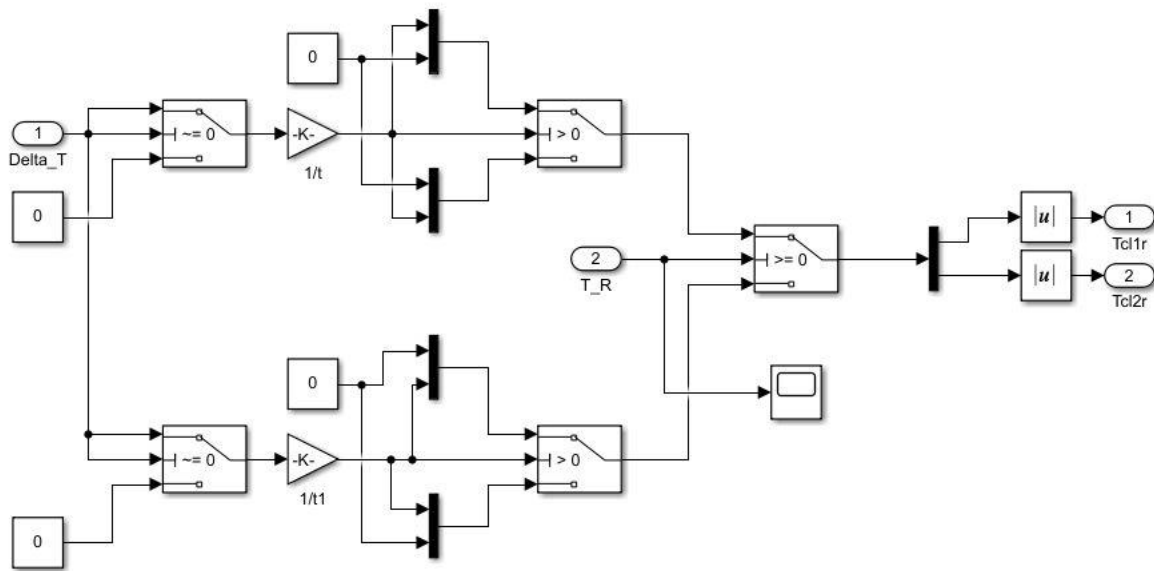 0
~= 0
-K-
1/t
> 0
1
Delta_T
0
2
T_R
>= 0
|u|
1
Tcl1r
|u|
2
Tcl2r
0
~= 0
-K-
1/t1
> 0
0